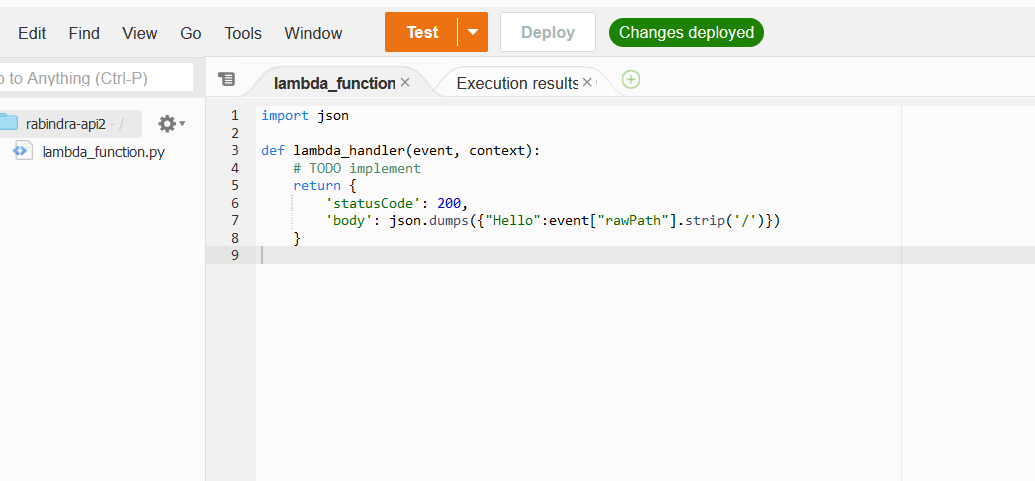 Edit Find View Go Tools Window Test Deploy Changes deployed
to Anything (Ctrl-P)
lambda_function Execution results
rabindra-api2 - /
lambda_function.py
1 import json
2
3 def lambda_handler(event, context):
4 # TODO implement
5 return {
6 'statusCode': 200,
7 'body': json.dumps({"Hello":event["rawPath"].strip('/')})
8 }
9